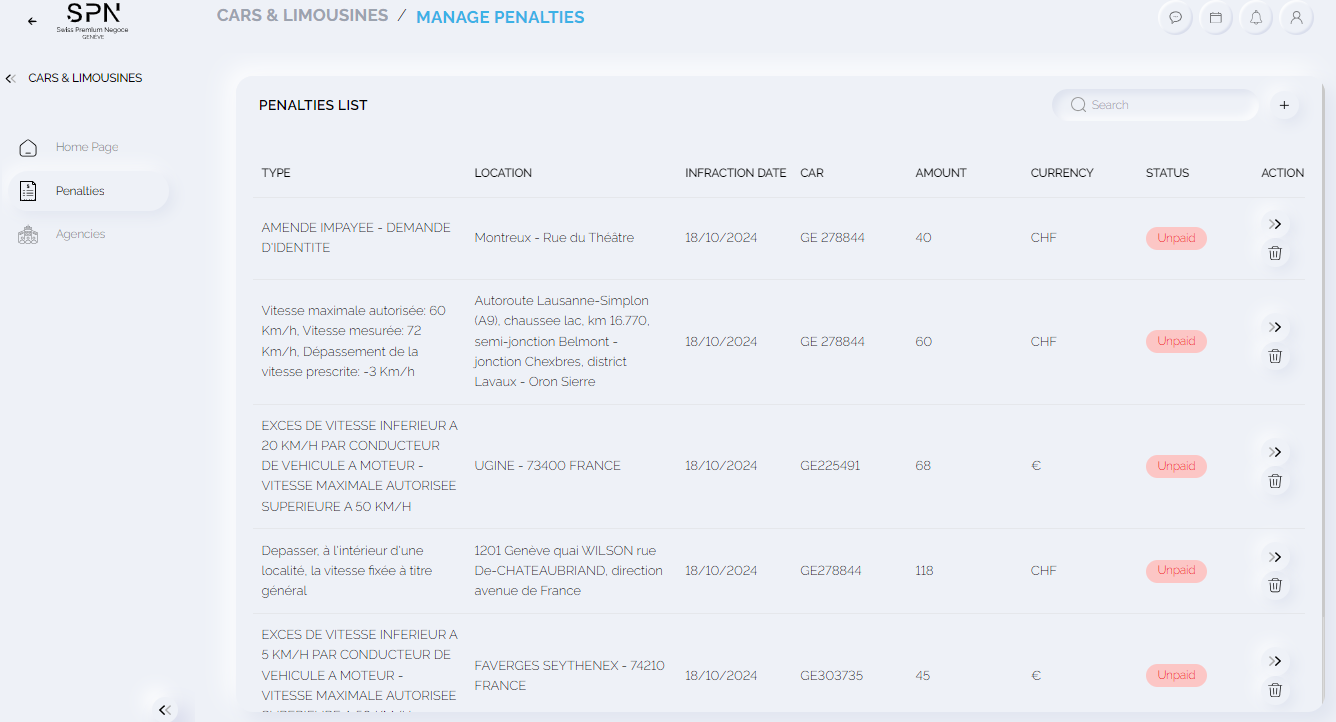 SPN
Swiss Premium Negoce
GENÈVE
CARS & LIMOUSINES / MANAGE PENALTIES
CARS & LIMOUSINES
Home Page
Penalties
Agencies
PENALTIES LIST
Search
+
TYPE LOCATION INFRACTION DATE CAR AMOUNT CURRENCY STATUS ACTION
AMENDE IMPAYEE - DEMANDE
D'IDENTITE
Montreux - Rue du Théâtre
18/10/2024
GE 278844
40
CHF
Unpaid
Vitesse maximale autorisée: 60
Km/h, Vitesse mesurée: 72
Km/h, Dépassement de la
vitesse prescrite: -3 Km/h
Autoroute Lausanne-Simplon
(A9), chaussee lac, km 16.770,
semi-jonction Belmont -
jonction Chexbres, district
Lavaux - Oron Sierre
18/10/2024
GE 278844
60
CHF
Unpaid
EXCES DE VITESSE INFERIEUR A
20 KM/H PAR CONDUCTEUR
DE VEHICULE A MOTEUR -
VITESSE MAXIMALE AUTORISEE
SUPERIEURE A 50 KM/H
UGINE - 73400 FRANCE
18/10/2024
GE225491
68
€
Unpaid
Depasser, à l'intérieur d'une
localité, la vitesse fixée à titre
général
1201 Genève quai WILSON rue
De-CHATEAUBRIAND, direction
avenue de France
18/10/2024
GE278844
118
CHF
Unpaid
EXCES DE VITESSE INFERIEUR A
5 KM/H PAR CONDUCTEUR DE
VEHICULE A MOTEUR -
VITESSE MAXIMALE AUTORISEE
FAVERGES SEYTHENEX - 74210
FRANCE
18/10/2024
GE303735
45
€
Unpaid